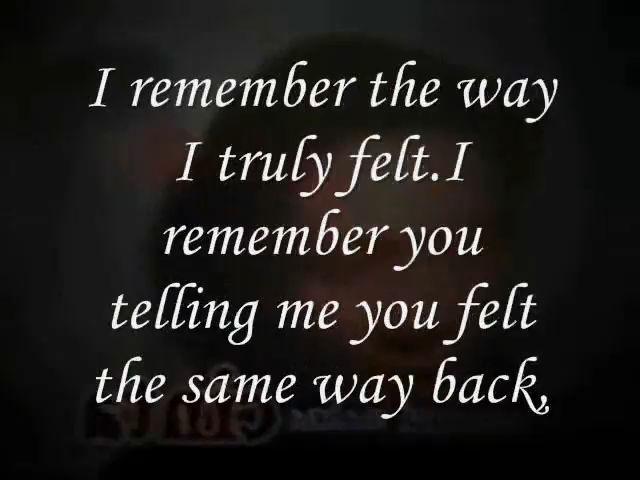 I remember the way
I truly felt.I
remember you
telling me you felt
the same way back,